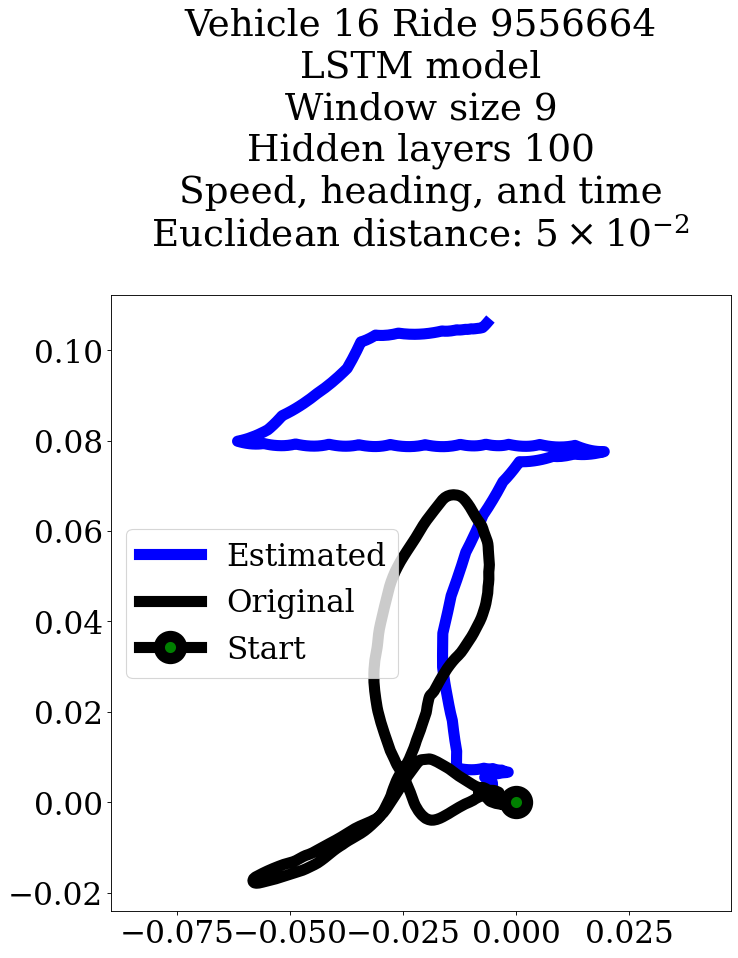 Vehicle 16 Ride 9556664
LSTM model
Window size 9
Hidden layers 100
Speed, heading, and time
Euclidean distance: 5 × 10⁻²
0.10
0.08
0.06
0.04
0.02
0.00
−0.02
Estimated
Original
Start
−0.075 −0.050 −0.025 0.000 0.025